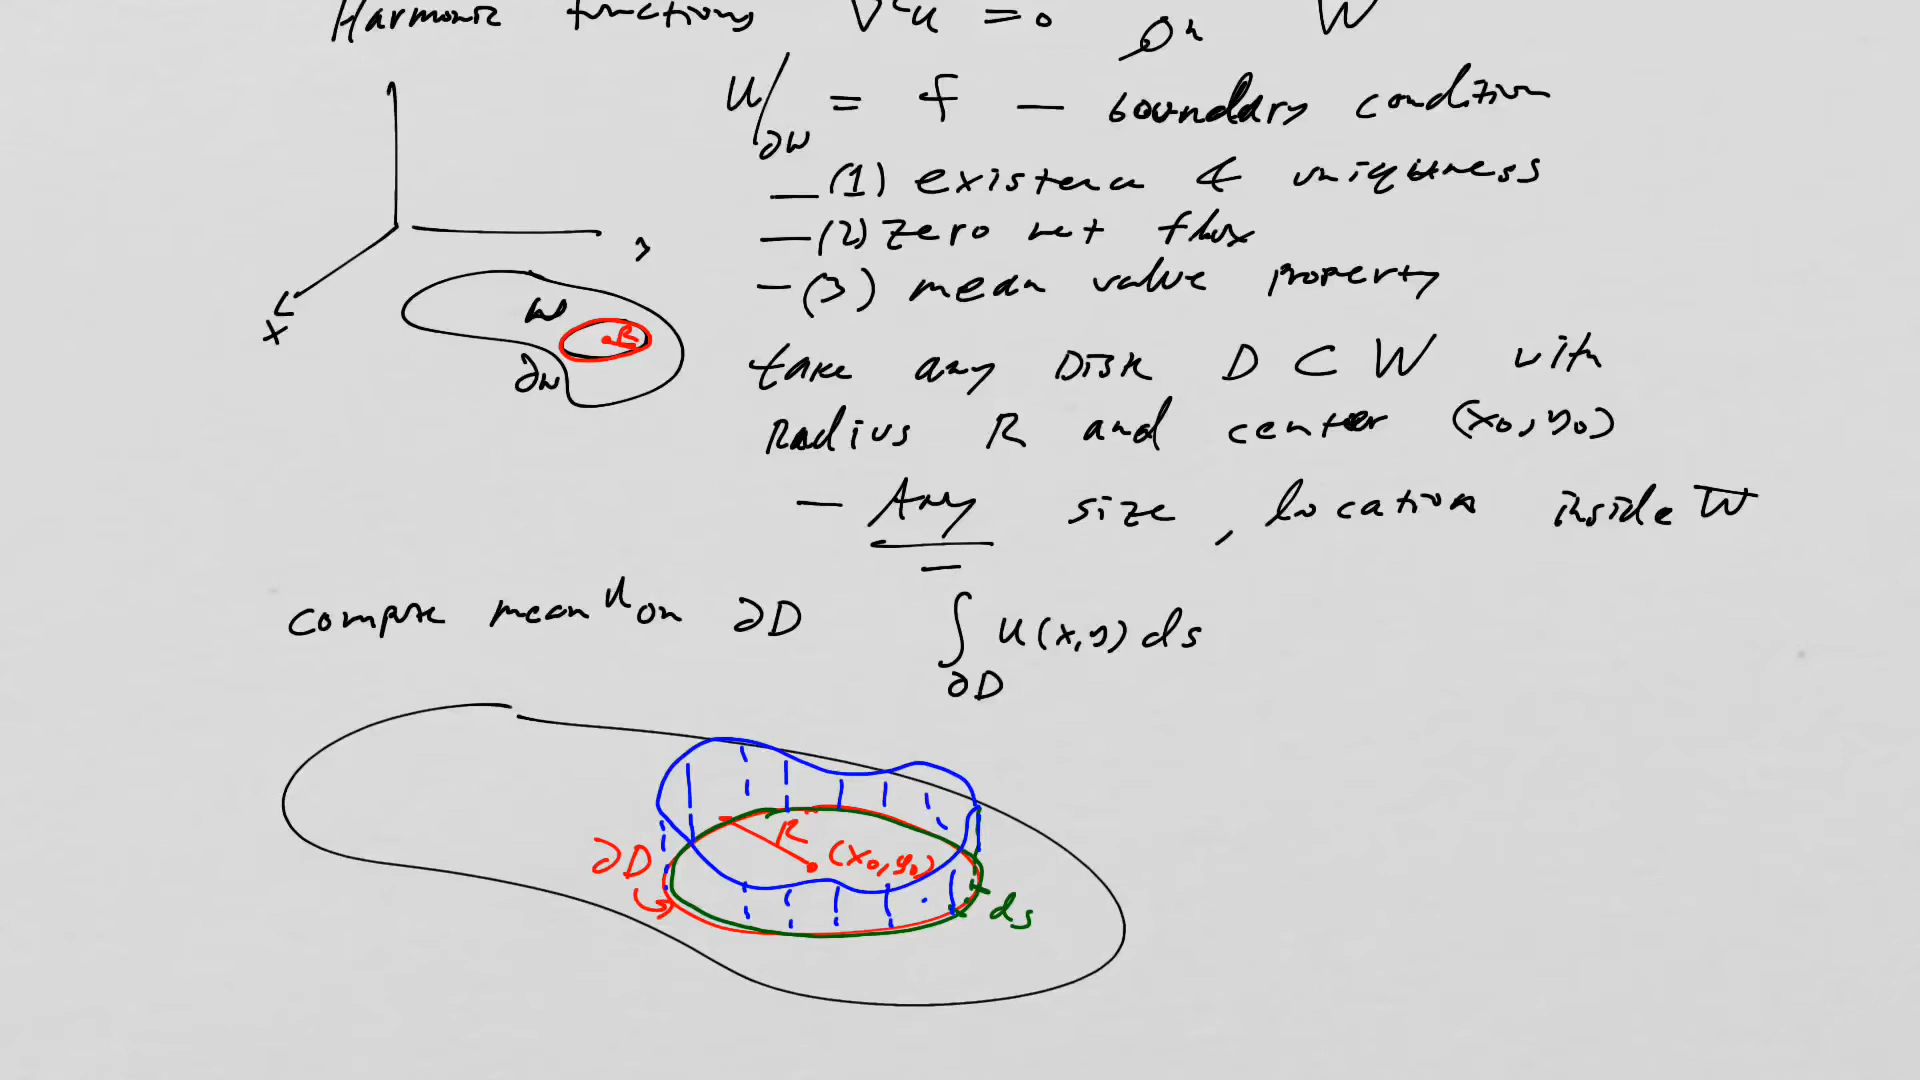 Harmonic functions ∇²u = 0 on W
u/∂W = f — boundary condition
— (1) existence & uniqueness
— (2) zero net flux
— (3) mean value property
y
x
W
R
∂W
take any Disk D ⊂ W with
Radius R and center (x₀, y₀)
— Any size, location inside W
compute mean u on ∂D ∫∂D u(x,y) ds
R
(x₀, y₀)
∂D
ds